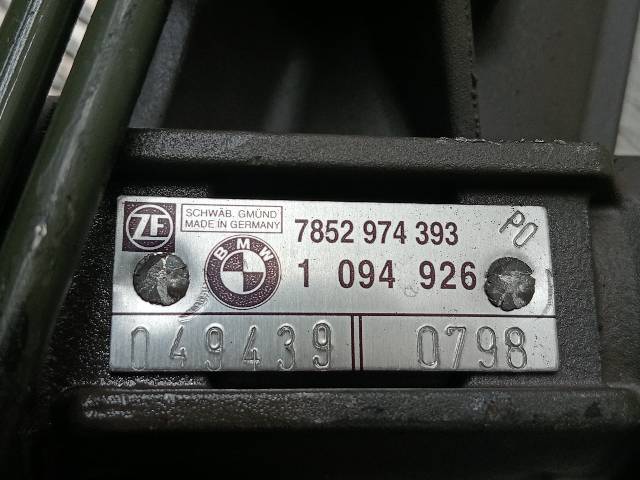 ZF
SCHWÄB. GMÜND
MADE IN GERMANY
7852 974 393
PO
BMW
1 094 926
049439
0798